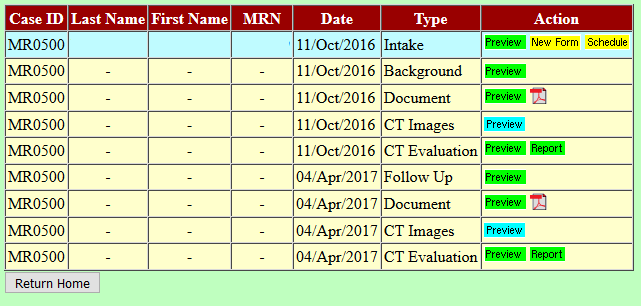 Case ID Last Name First Name MRN Date Type Action
MR0500 11/Oct/2016 Intake Preview New Form Schedule
MR0500 - - - 11/Oct/2016 Background Preview
MR0500 - - - 11/Oct/2016 Document Preview
MR0500 - - - 11/Oct/2016 CT Images Preview
MR0500 - - - 11/Oct/2016 CT Evaluation Preview Report
MR0500 - - - 04/Apr/2017 Follow Up Preview
MR0500 - - - 04/Apr/2017 Document Preview
MR0500 - - - 04/Apr/2017 CT Images Preview
MR0500 - - - 04/Apr/2017 CT Evaluation Preview Report
Return Home